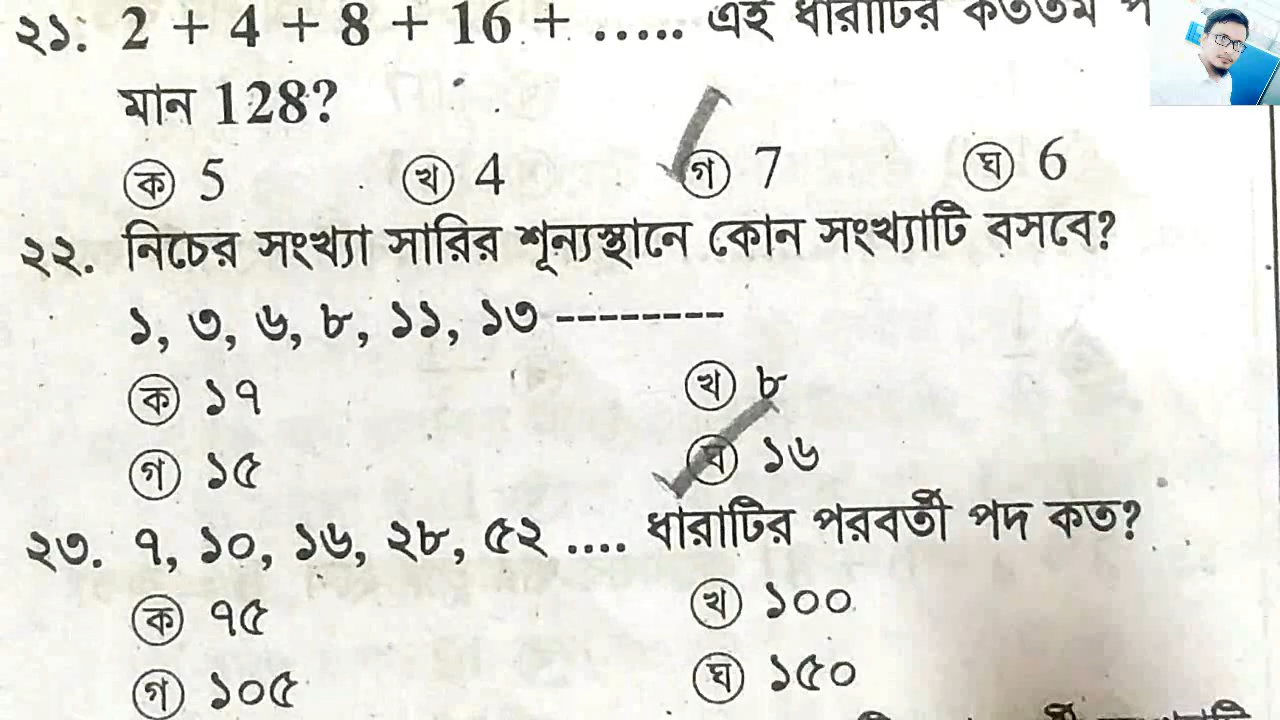 ২১. 2 + 4 + 8 + 16 + ..... এই ধারাটির কততম প
মান 128?
ক 5 খ 4 গ 7 ঘ 6
২২. নিচের সংখ্যা সারির শূন্যস্থানে কোন সংখ্যাটি বসবে?
১, ৩, ৬, ৮, ১১, ১৩ --------
ক ১৭ খ ৮
গ ১৫ ঘ ১৬
২৩. ৭, ১০, ১৬, ২৮, ৫২ .... ধারাটির পরবর্তী পদ কত?
ক ৭৫ খ ১০০
গ ১০৫ ঘ ১৫০